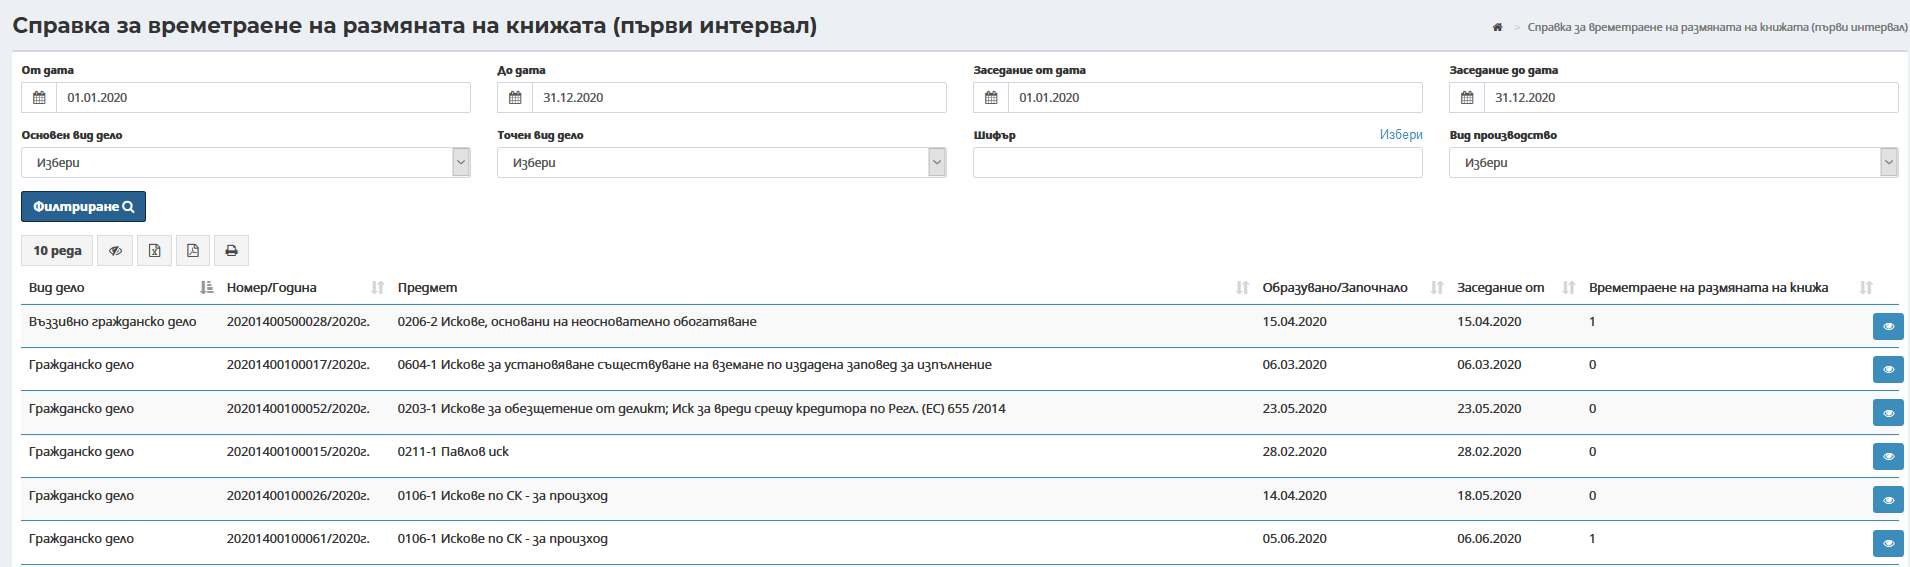 Справка за времетраене на размяната на книжата (първи интервал)
> Справка за времетраене на размяната на книжата (първи интервал)
От дата До дата Заседание от дата Заседание до дата
01.01.2020 31.12.2020 01.01.2020 31.12.2020
Основен вид дело Точен вид дело Шифър Избери Вид производство
Избери Избери Избери
Филтриране
10 реда
Вид дело Номер/Година Предмет Образувано/Започнало Заседание от Времетраене на размяната на книжа
Въззивно гражданско дело 20201400500028/2020г. 0206-2 Искове, основани на неоснователно обогатяване 15.04.2020 15.04.2020 1
Гражданско дело 20201400100017/2020г. 0604-1 Искове за установяване съществуване на вземане по издадена заповед за изпълнение 06.03.2020 06.03.2020 0
Гражданско дело 20201400100052/2020г. 0203-1 Искове за обезщетение от деликт; Иск за вреди срещу кредитора по Регл. (ЕС) 655 /2014 23.05.2020 23.05.2020 0
Гражданско дело 20201400100015/2020г. 0211-1 Павлов иск 28.02.2020 28.02.2020 0
Гражданско дело 20201400100026/2020г. 0106-1 Искове по СК - за произход 14.04.2020 18.05.2020 0
Гражданско дело 20201400100061/2020г. 0106-1 Искове по СК - за произход 05.06.2020 06.06.2020 1